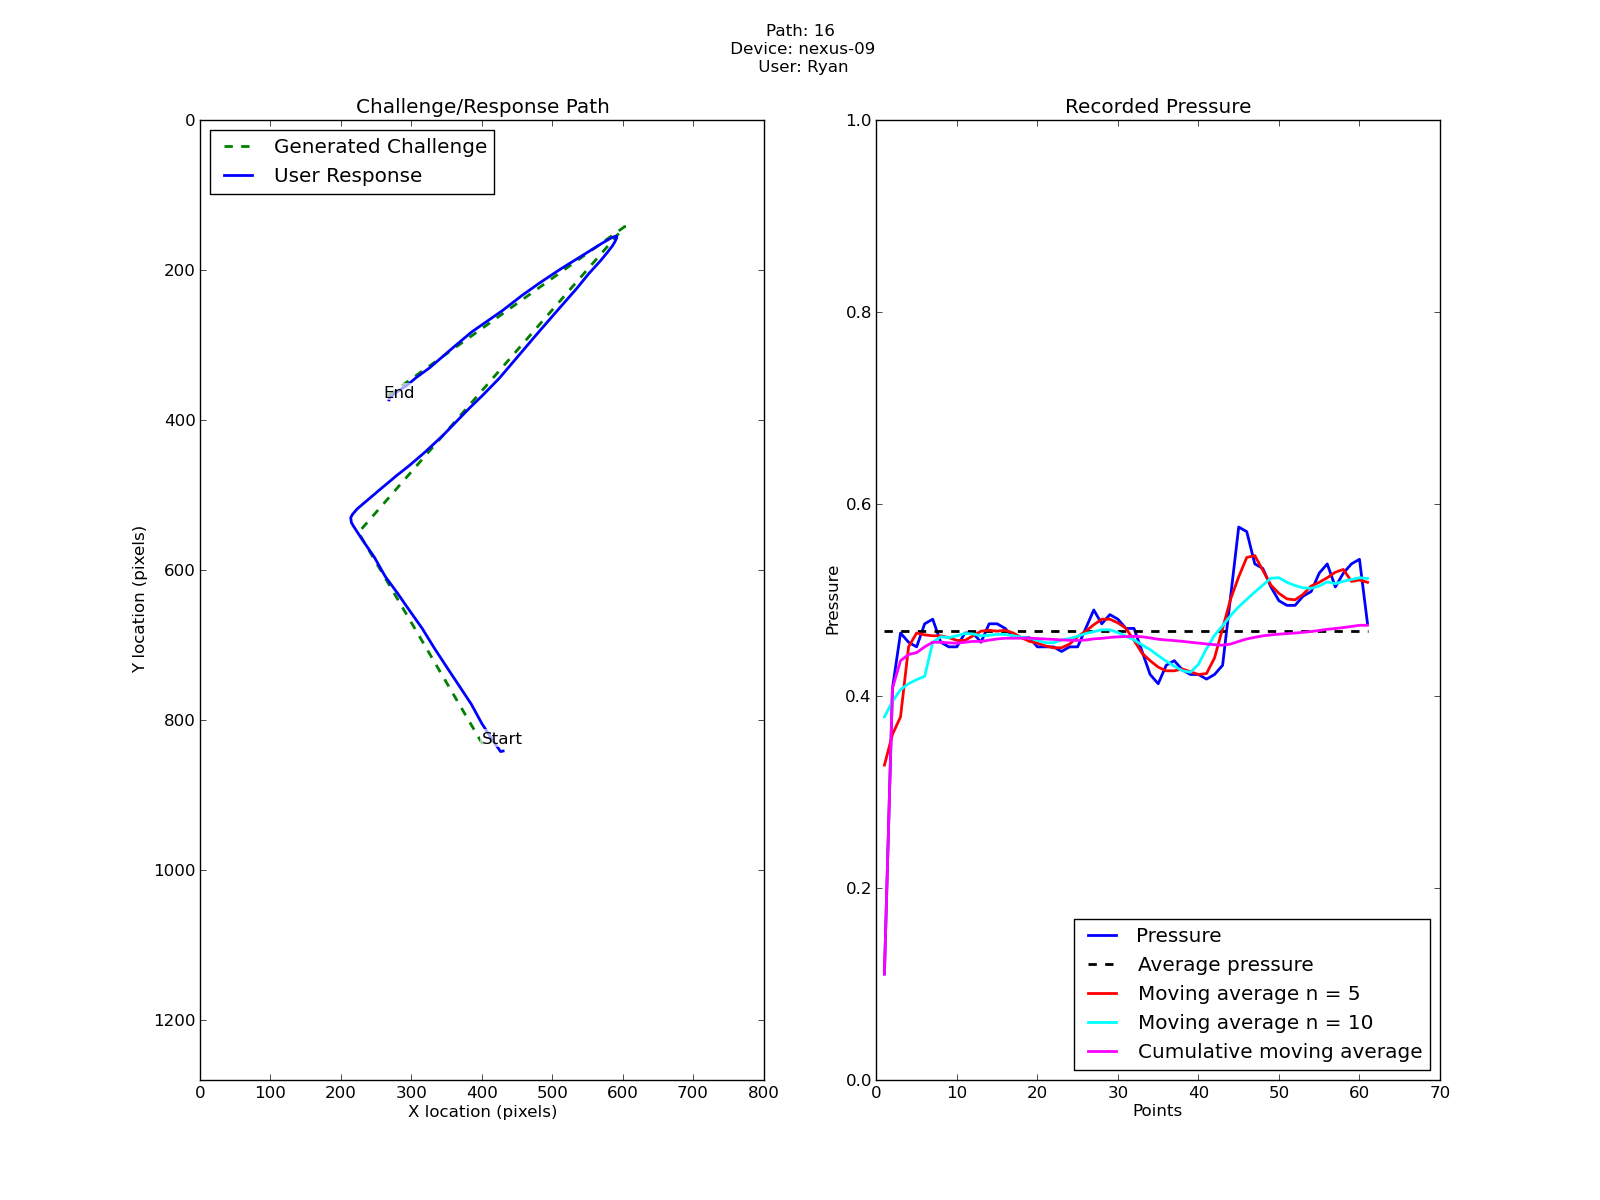 Path: 16
Device: nexus-09
User: Ryan
Challenge/Response Path
Generated Challenge
User Response
0
200
400
600
800
1000
1200
Y location (pixels)
End
Start
0 100 200 300 400 500 600 700 800
X location (pixels)
Recorded Pressure
1.0
0.8
0.6
0.4
0.2
0.0
Pressure
Pressure
Average pressure
Moving average n = 5
Moving average n = 10
Cumulative moving average
0 10 20 30 40 50 60 70
Points